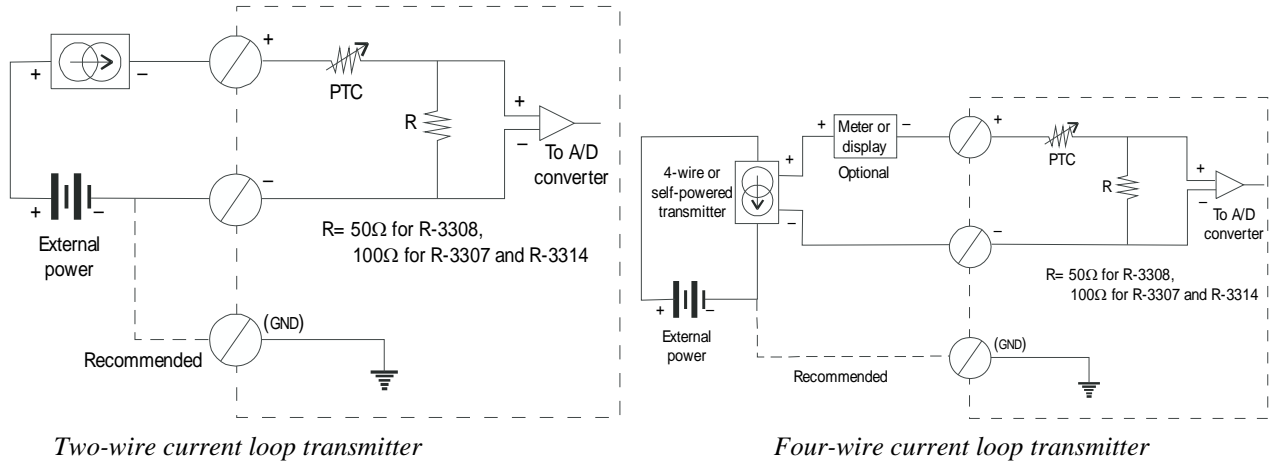 +
+
−
PTC
+
R
−
To A/D
converter
−
+
−
External
power
R= 50Ω for R-3308,
100Ω for R-3307 and R-3314
(GND)
Recommended
Two-wire current loop transmitter
4-wire or
self-powered
transmitter
+
−
+
Meter or
display
−
Optional
+
PTC
R
+
−
To A/D
converter
−
R= 50Ω for R-3308,
100Ω for R-3307 and R-3314
+
−
External
power
(GND)
Recommended
Four-wire current loop transmitter